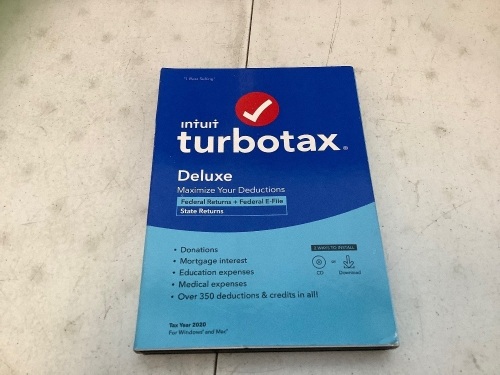 "1 Best Selling"
intuit
turbotax®
Deluxe
Maximize Your Deductions
Federal Returns + Federal E-File
State Returns
• Donations
• Mortgage interest
• Education expenses
• Medical expenses
• Over 350 deductions & credits in all!
2 WAYS TO INSTALL
CD or Download
Tax Year 2020
For Windows® and Mac®